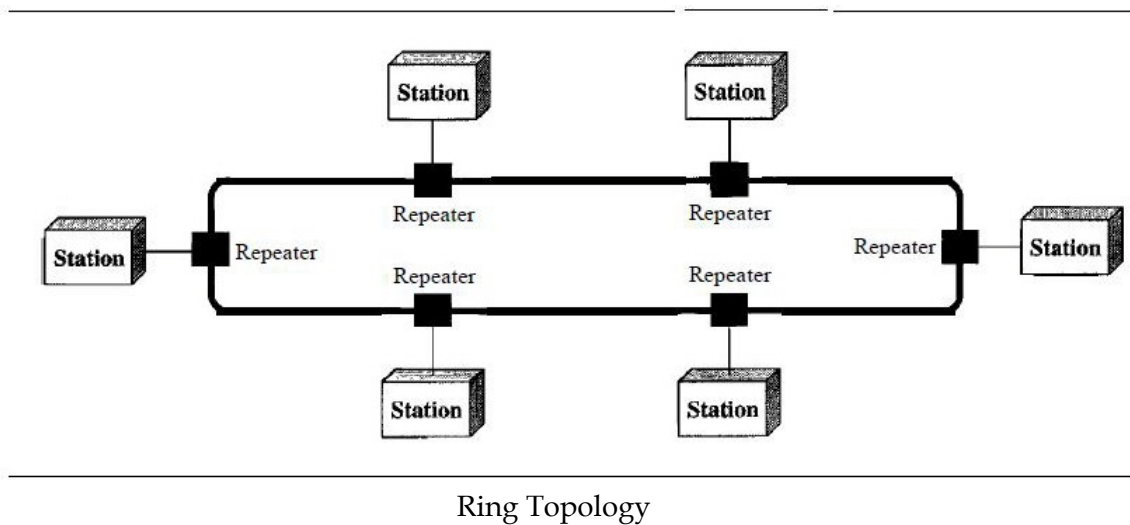 Station
Station
Repeater
Repeater
Station
Repeater
Repeater
Station
Repeater
Repeater
Station
Station
Ring Topology